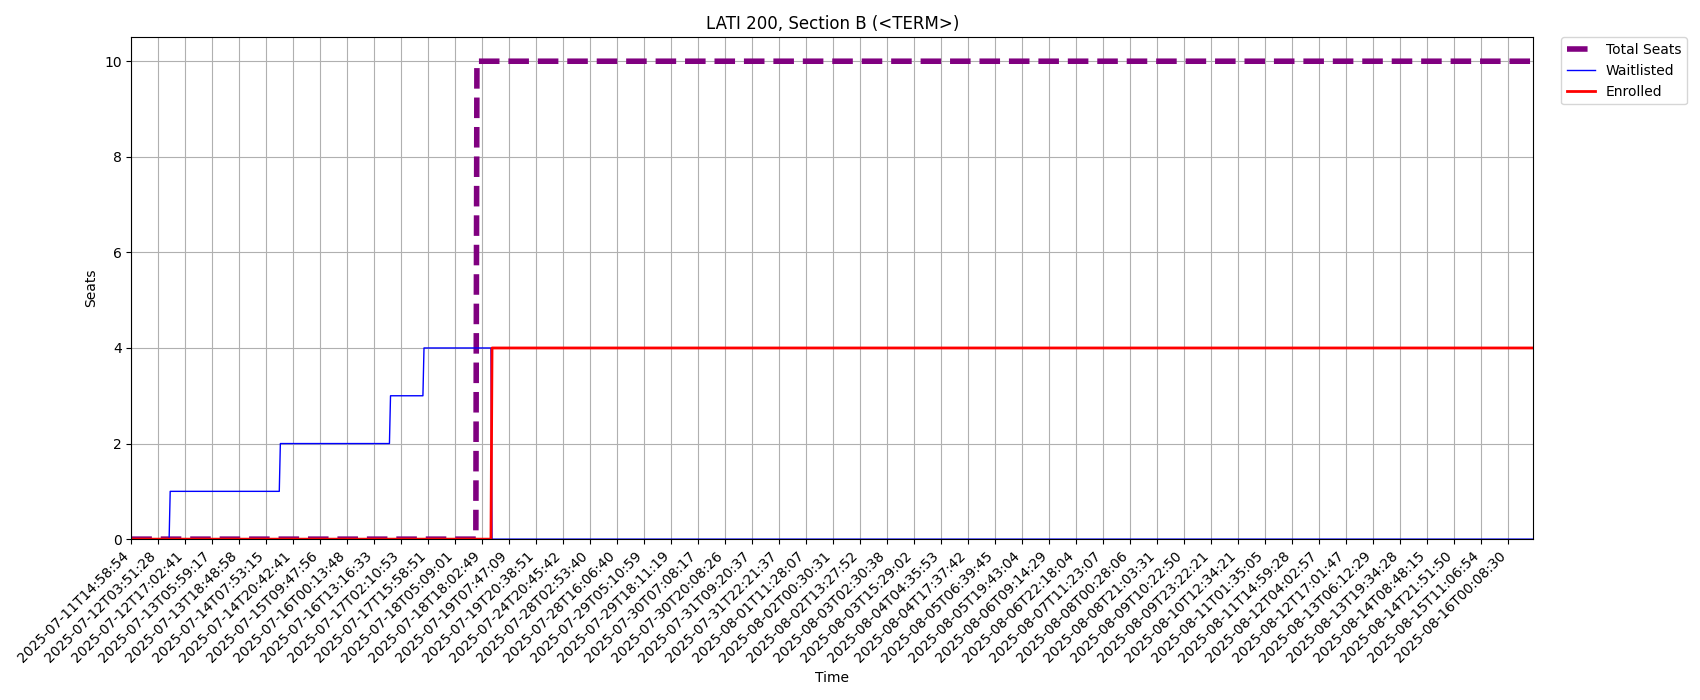 LATI 200, Section B (<TERM>)
Total Seats
Waitlisted
Enrolled
10
8
6
4
2
0
Seats
2025-07-11T14:58:54
2025-07-12T03:51:28
2025-07-12T17:02:41
2025-07-13T05:59:17
2025-07-13T18:48:58
2025-07-14T07:53:15
2025-07-14T20:42:41
2025-07-15T09:47:56
2025-07-16T00:13:48
2025-07-16T13:16:33
2025-07-17T02:10:53
2025-07-17T15:58:51
2025-07-18T05:09:01
2025-07-18T18:02:49
2025-07-19T07:47:09
2025-07-19T20:38:51
2025-07-24T20:45:42
2025-07-28T02:53:40
2025-07-28T16:06:40
2025-07-29T05:10:59
2025-07-29T18:11:19
2025-07-30T07:08:17
2025-07-30T20:08:26
2025-07-31T09:20:37
2025-07-31T22:21:37
2025-08-01T11:28:07
2025-08-02T00:30:31
2025-08-02T13:27:52
2025-08-03T02:30:38
2025-08-03T15:29:02
2025-08-04T04:35:53
2025-08-04T17:37:42
2025-08-05T06:39:45
2025-08-05T19:43:04
2025-08-06T09:14:29
2025-08-06T22:18:04
2025-08-07T11:23:07
2025-08-08T00:28:06
2025-08-08T21:03:31
2025-08-09T10:22:50
2025-08-09T23:22:21
2025-08-10T12:34:21
2025-08-11T01:35:05
2025-08-11T14:59:28
2025-08-12T04:02:57
2025-08-12T17:01:47
2025-08-13T06:12:29
2025-08-13T19:34:28
2025-08-14T08:48:15
2025-08-14T21:51:50
2025-08-15T11:06:54
2025-08-16T00:08:30
Time